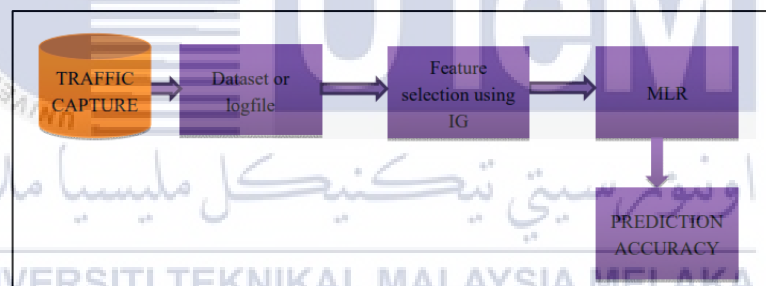 UTeM
TRAFFIC
CAPTURE
Dataset or
logfile
Feature
selection using
IG
MLR
PREDICTION
ACCURACY
اونيۏرسيتي تيكنيكل مليسيا ملاك
UNIVERSITI TEKNIKAL MALAYSIA MELAKA